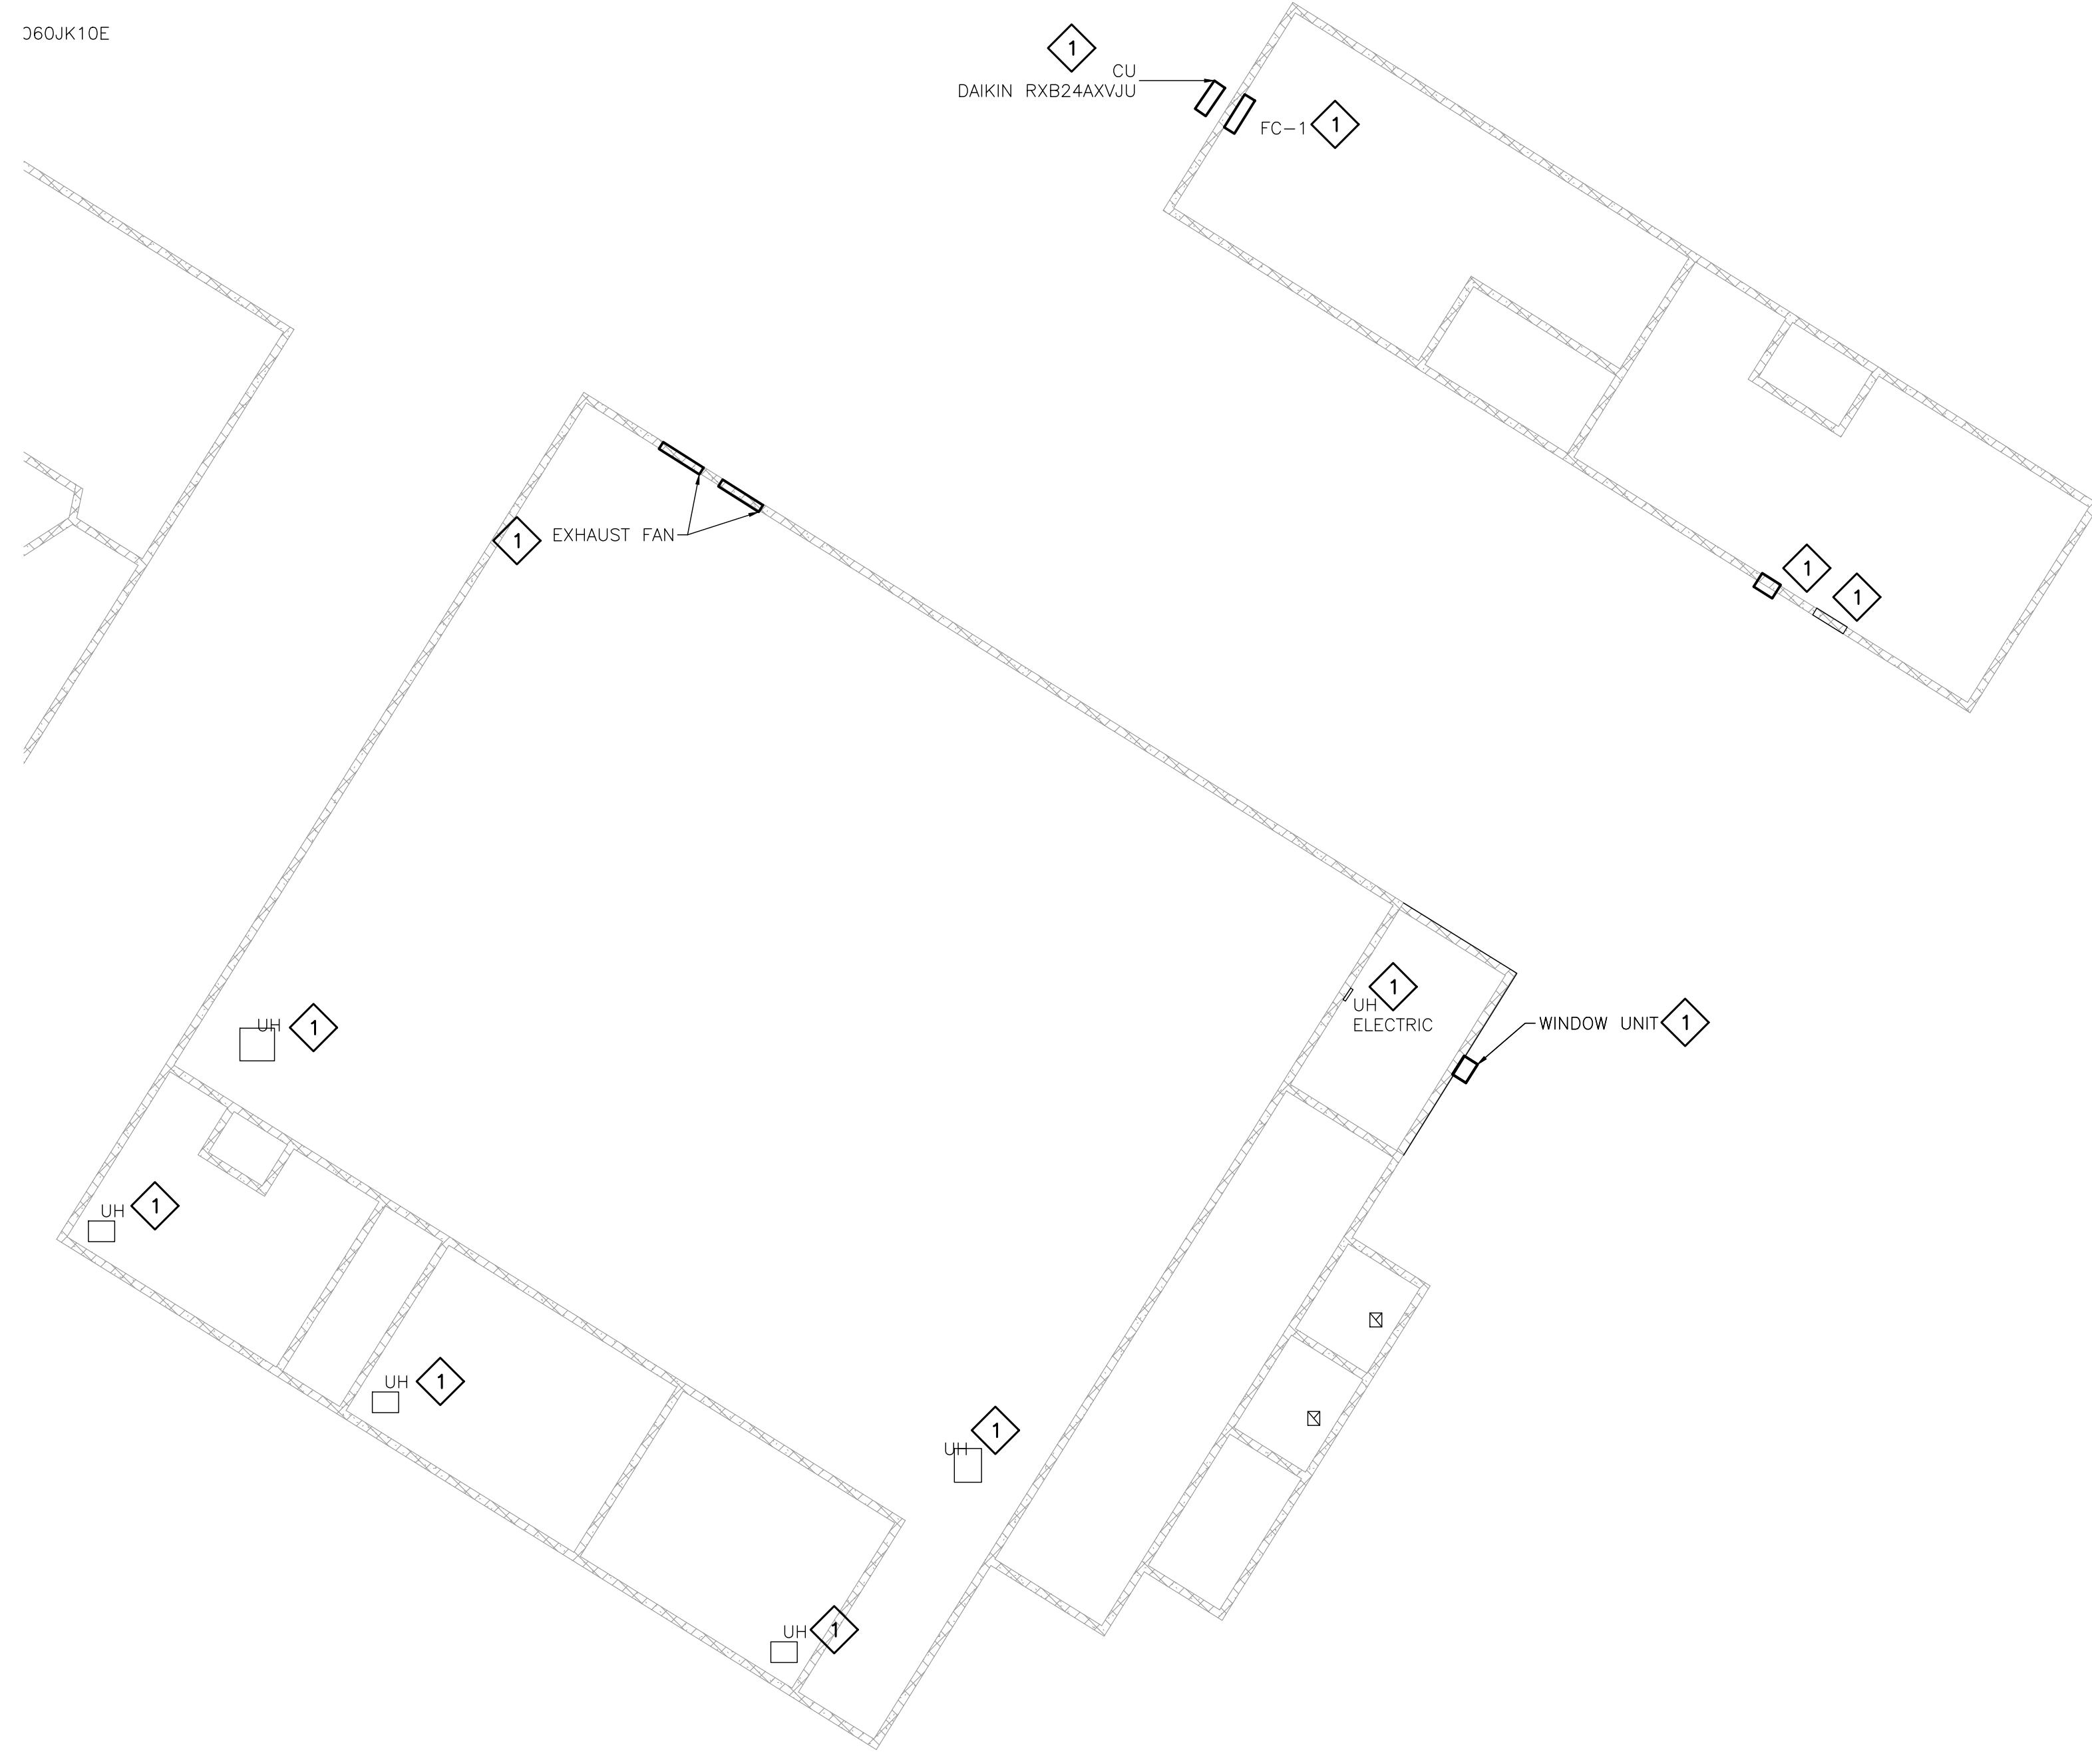 060JK10E
1
CU
DAIKIN RXB24AXVJU
FC-1
1
1
EXHAUST FAN
1
1
1
UH
ELECTRIC
WINDOW UNIT
1
UH
1
UH
1
UH
1
UH
1
UH
1